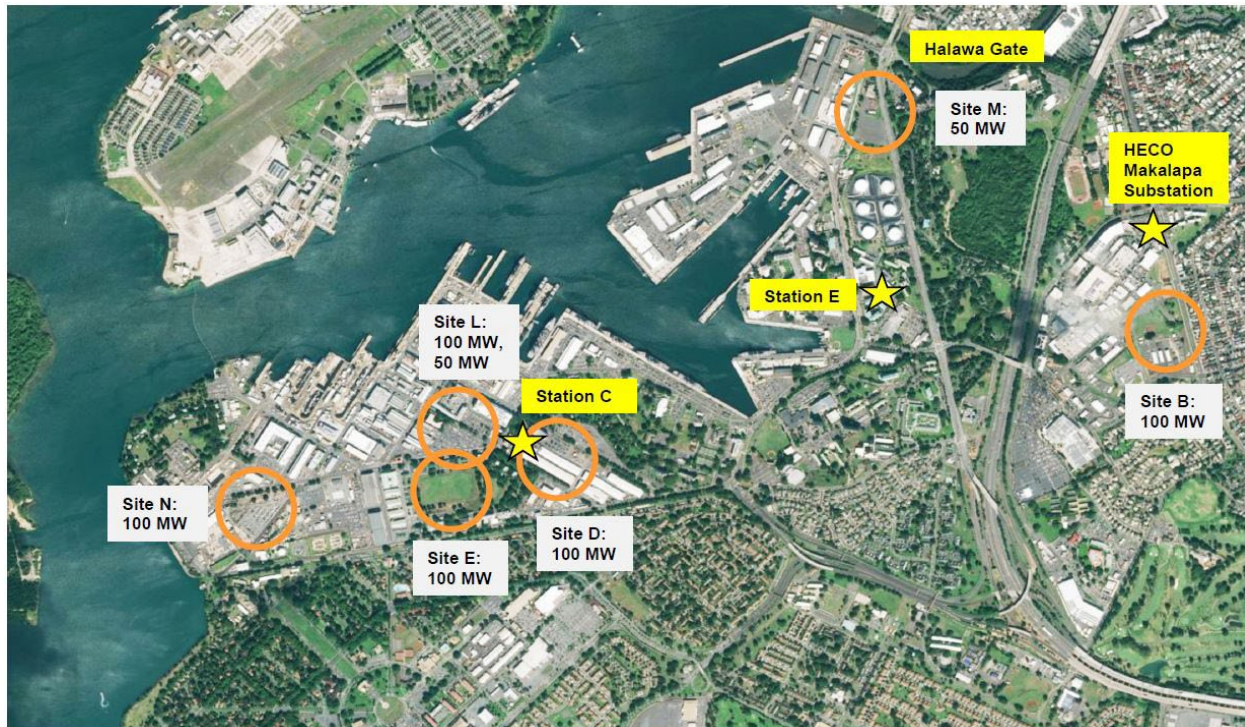 Halawa Gate
Site M:
50 MW
HECO
Makalapa
Substation
Station E
Site L:
100 MW,
50 MW
Station C
Site B:
100 MW
Site N:
100 MW
Site E:
100 MW
Site D:
100 MW